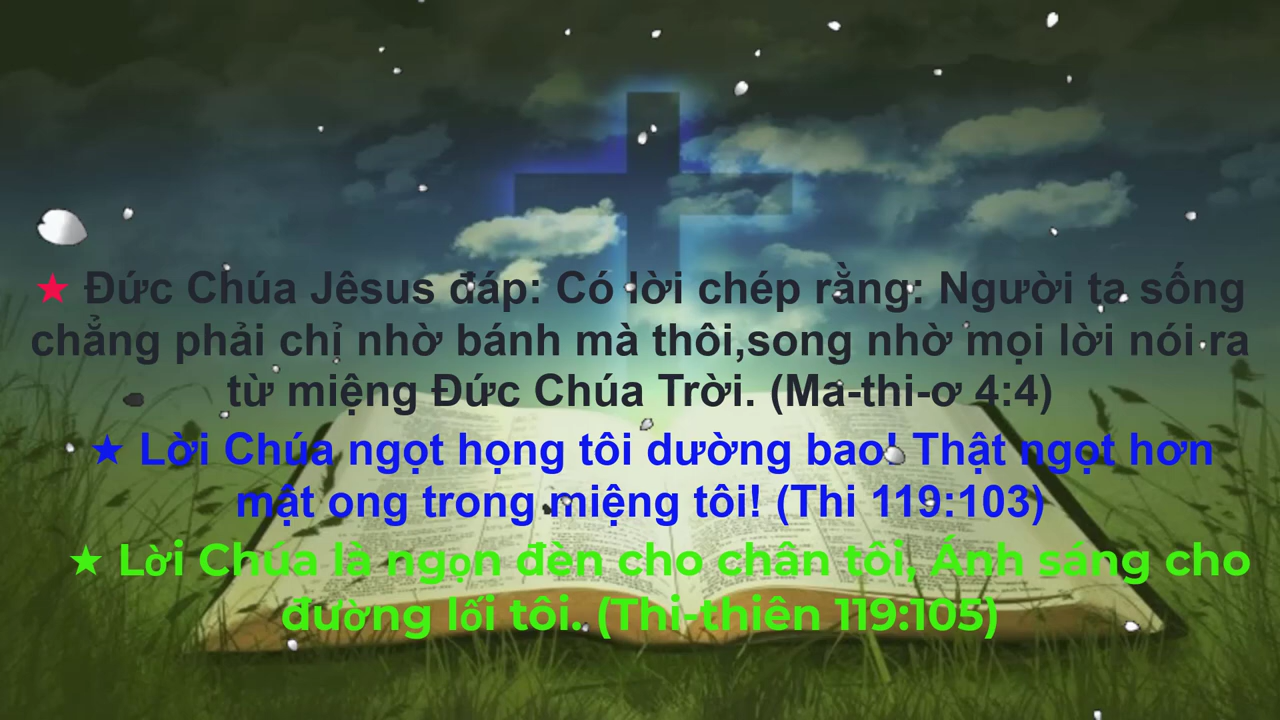 ★ Đức Chúa Jêsus đáp: Có lời chép rằng: Người ta sống
chẳng phải chỉ nhờ bánh mà thôi,song nhờ mọi lời nói ra
từ miệng Đức Chúa Trời. (Ma-thi-ơ 4:4)
★ Lời Chúa ngọt họng tôi dường bao! Thật ngọt hơn
mật ong trong miệng tôi! (Thi 119:103)
★ Lời Chúa là ngọn đèn cho chân tôi, Ánh sáng cho
đường lối tôi. (Thi-thiên 119:105)